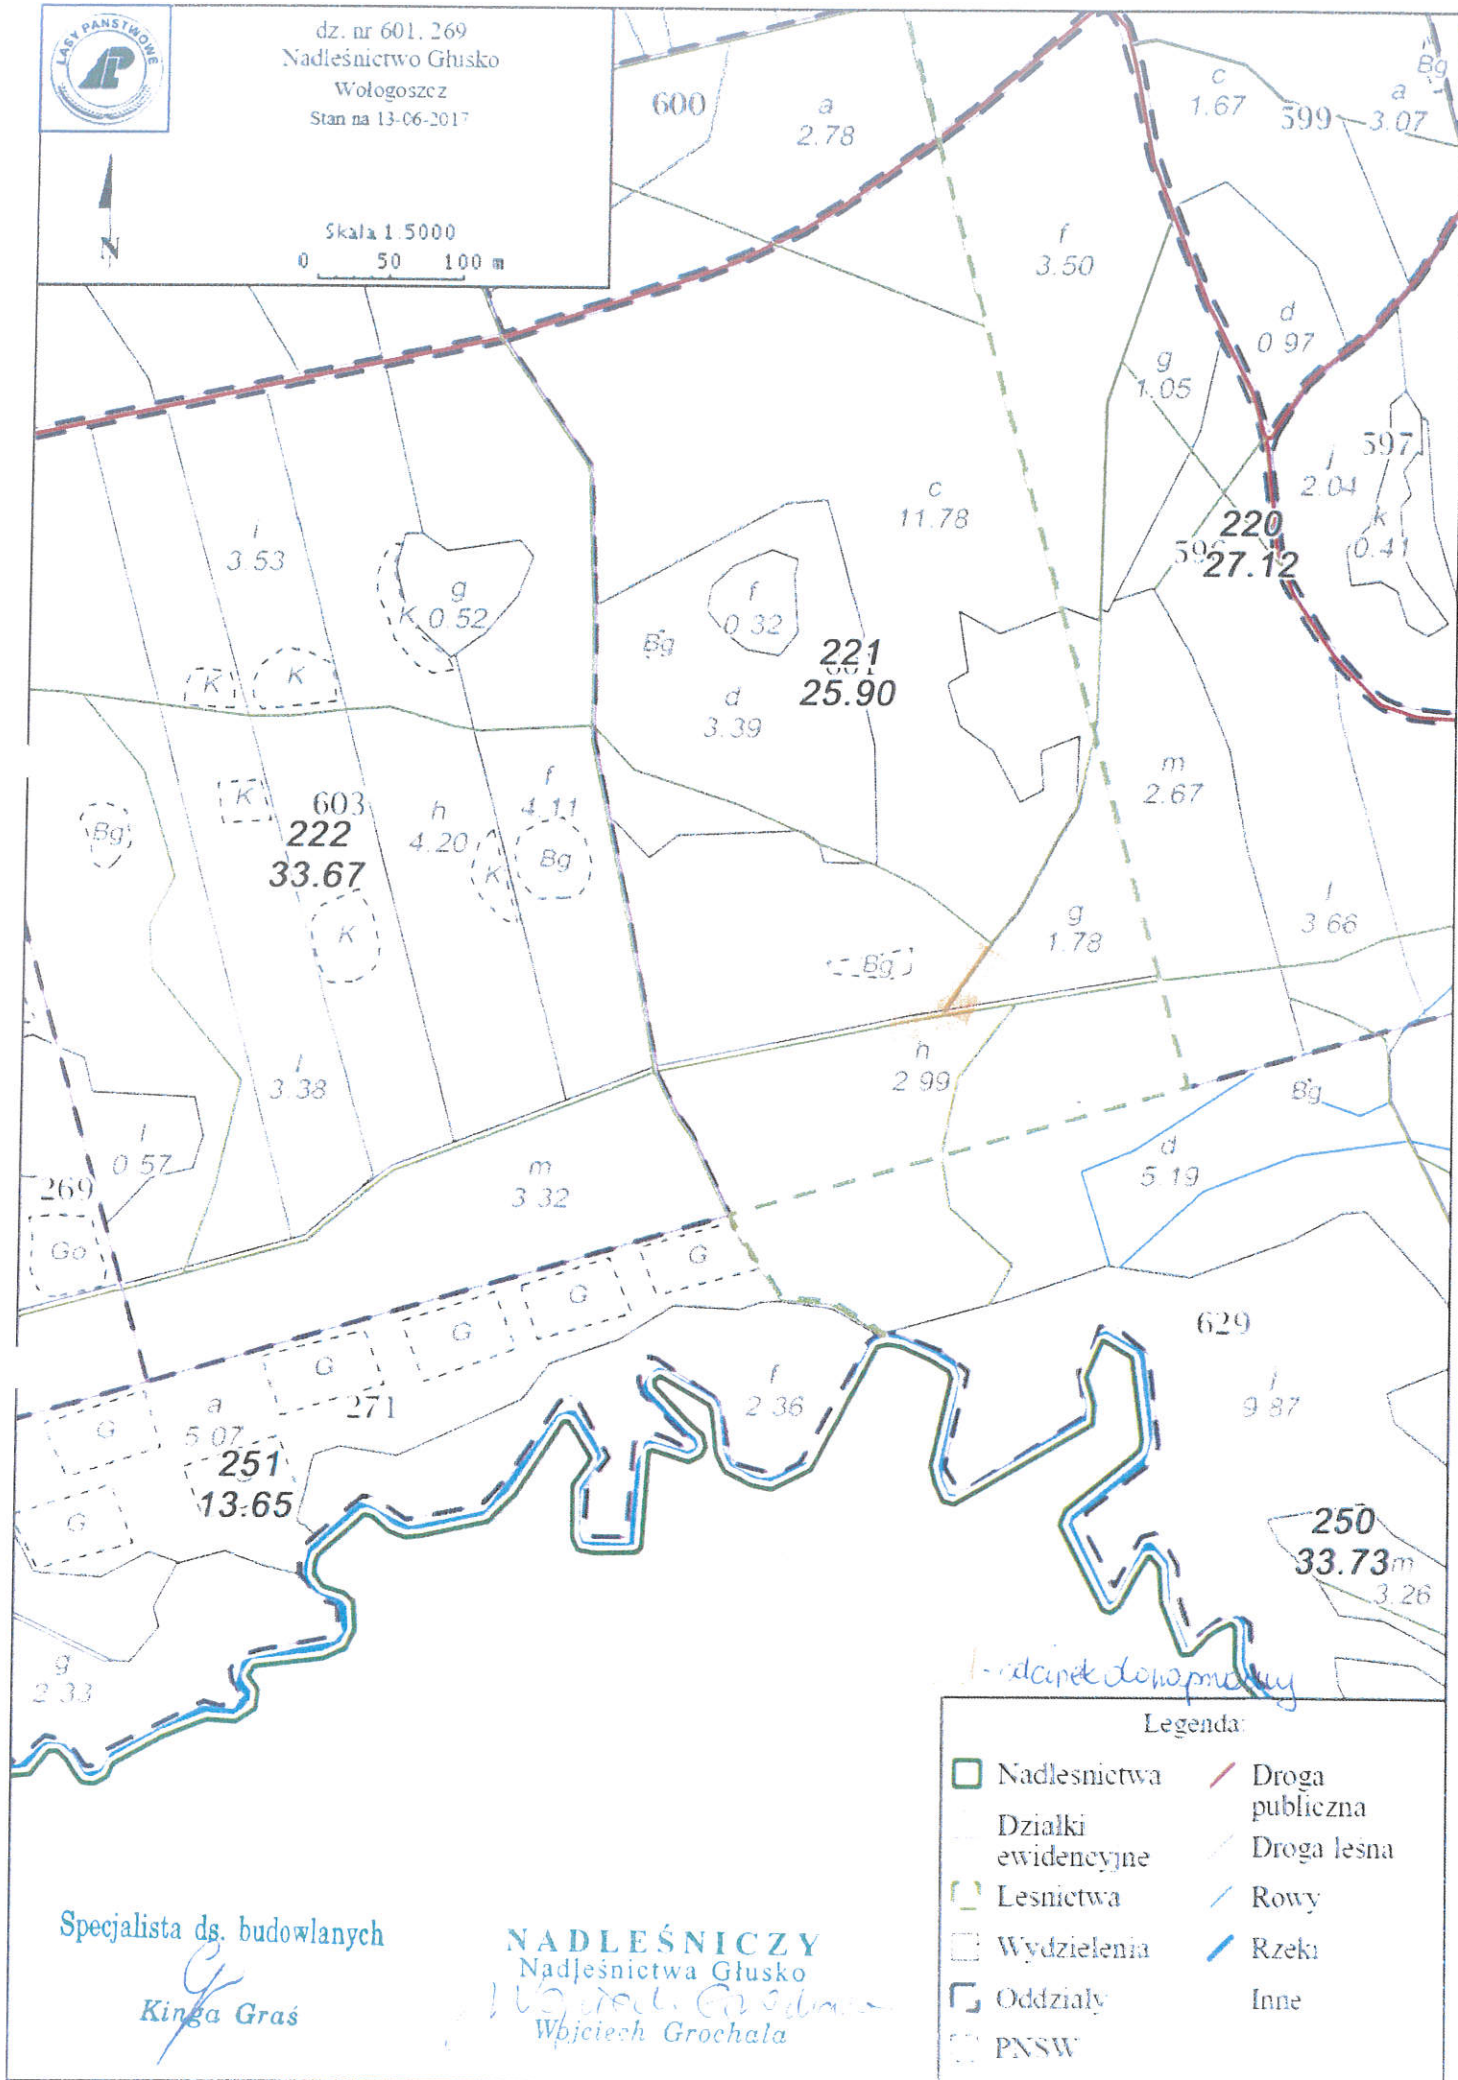 LASY PAŃSTWOWE
dz. nr 601, 269
Nadleśnictwo Głusko
Wołogoszcz
Stan na 13-06-2017
N
Skala 1:5000
0 50 100 m
600
a
2.78
c
1.67
599
a
3.07
Bg
f
3.50
d
0.97
g
1.05
597
j
2.04
k
0.41
c
11.78
220
27.12
i
3.53
g
K 0.52
f
0.32
Bg
221
25.90
K
K
d
3.39
m
2.67
K
603
f
4.11
h
4.20
Bg
222
33.67
K
Bg
K
g
1.78
l
3.66
Bg
h
2.99
j
3.38
Bg
l
0.57
d
5.19
m
3.32
269
Go
G
G
G
G
629
f
2.36
j
9.87
271
a
5.07
G
251
13.65
G
250
33.73
m
3.26
g
2.33
Legenda:
Nadlesnictwa
Droga publiczna
Działki ewidencyjne
Droga leśna
Lesnictwa
Rowy
Wydzielenia
Rzeki
Oddziały
Inne
PNSW
Specjalista ds. budowlanych
Kinga Graś
NADLEŚNICZY
Nadleśnictwa Głusko
Wojciech Grochala